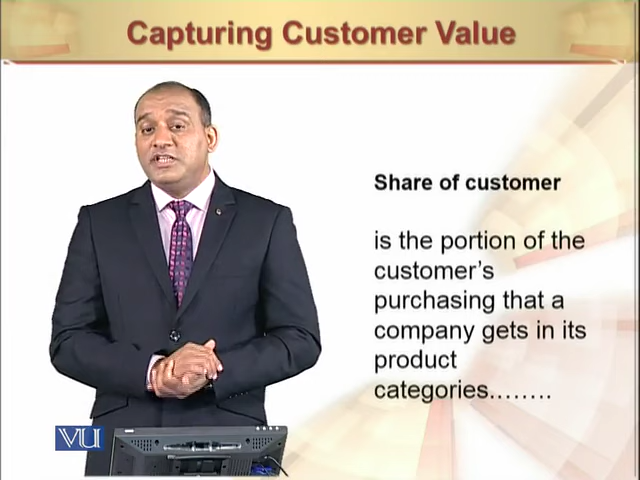 Capturing Customer Value
Share of customer
is the portion of the
customer's
purchasing that a
company gets in its
product
categories........
VU